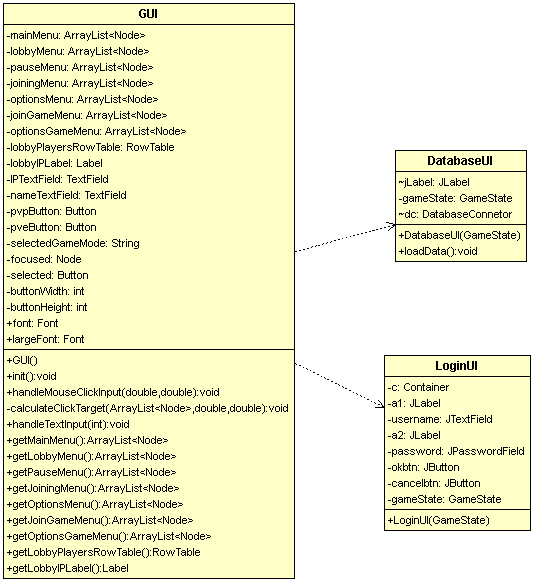 GUI
-mainMenu: ArrayList<Node>
-lobbyMenu: ArrayList<Node>
-pauseMenu: ArrayList<Node>
-joiningMenu: ArrayList<Node>
-optionsMenu: ArrayList<Node>
-joinGameMenu: ArrayList<Node>
-optionsGameMenu: ArrayList<Node>
-lobbyPlayersRowTable: RowTable
-lobbyIPLabel: Label
-IPTextField: TextField
-nameTextField: TextField
-pvpButton: Button
-pveButton: Button
-selectedGameMode: String
-focused: Node
-selected: Button
-buttonWidth: int
-buttonHeight: int
+font: Font
+largeFont: Font
+GUI()
+init():void
+handleMouseClickInput(double,double):void
-calculateClickTarget(ArrayList<Node>,double,double):void
+handleTextInput(int):void
+getMainMenu():ArrayList<Node>
+getLobbyMenu():ArrayList<Node>
+getPauseMenu():ArrayList<Node>
+getJoiningMenu():ArrayList<Node>
+getOptionsMenu():ArrayList<Node>
+getJoinGameMenu():ArrayList<Node>
+getOptionsGameMenu():ArrayList<Node>
+getLobbyPlayersRowTable():RowTable
+getLobbyIPLabel():Label
DatabaseUI
~jLabel: JLabel
-gameState: GameState
~dc: DatabaseConnetor
+DatabaseUI(GameState)
+loadData():void
LoginUI
-c: Container
-a1: JLabel
-username: JTextField
-a2: JLabel
-password: JPasswordField
-okbtn: JButton
-cancelbtn: JButton
-gameState: GameState
+LoginUI(GameState)